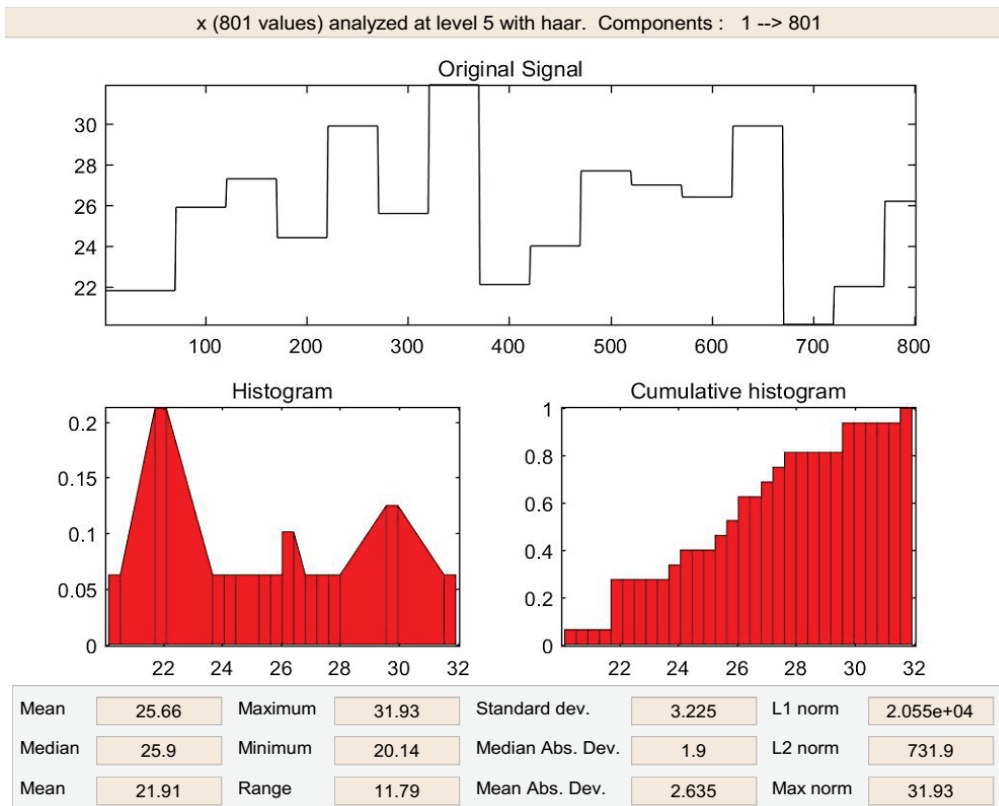 x (801 values) analyzed at level 5 with haar. Components : 1 --> 801
Original Signal
30
28
26
24
22
100 200 300 400 500 600 700 800
Histogram
0.2
0.15
0.1
0.05
0
22 24 26 28 30 32
Cumulative histogram
1
0.8
0.6
0.4
0.2
0
22 24 26 28 30 32
Mean 25.66 Maximum 31.93 Standard dev. 3.225 L1 norm 2.055e+04
Median 25.9 Minimum 20.14 Median Abs. Dev. 1.9 L2 norm 731.9
Mean 21.91 Range 11.79 Mean Abs. Dev. 2.635 Max norm 31.93